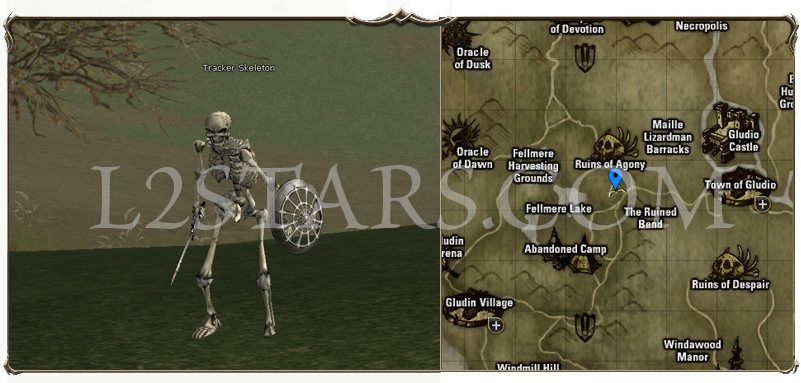 Tracker Skeleton
L2STARS.COM
of Devotion
Necropolis
Oracle
of Dusk
Maille
Lizardman
Barracks
Gludio
Castle
Oracle
of Dawn
Fellmere
Harvesting
Grounds
Ruins of Agony
Town of Gludio
Fellmere Lake
The Ruined
Bend
Abandoned Camp
Ruins of Despair
Gludin Village
Windawood
Manor
Windmill Hill